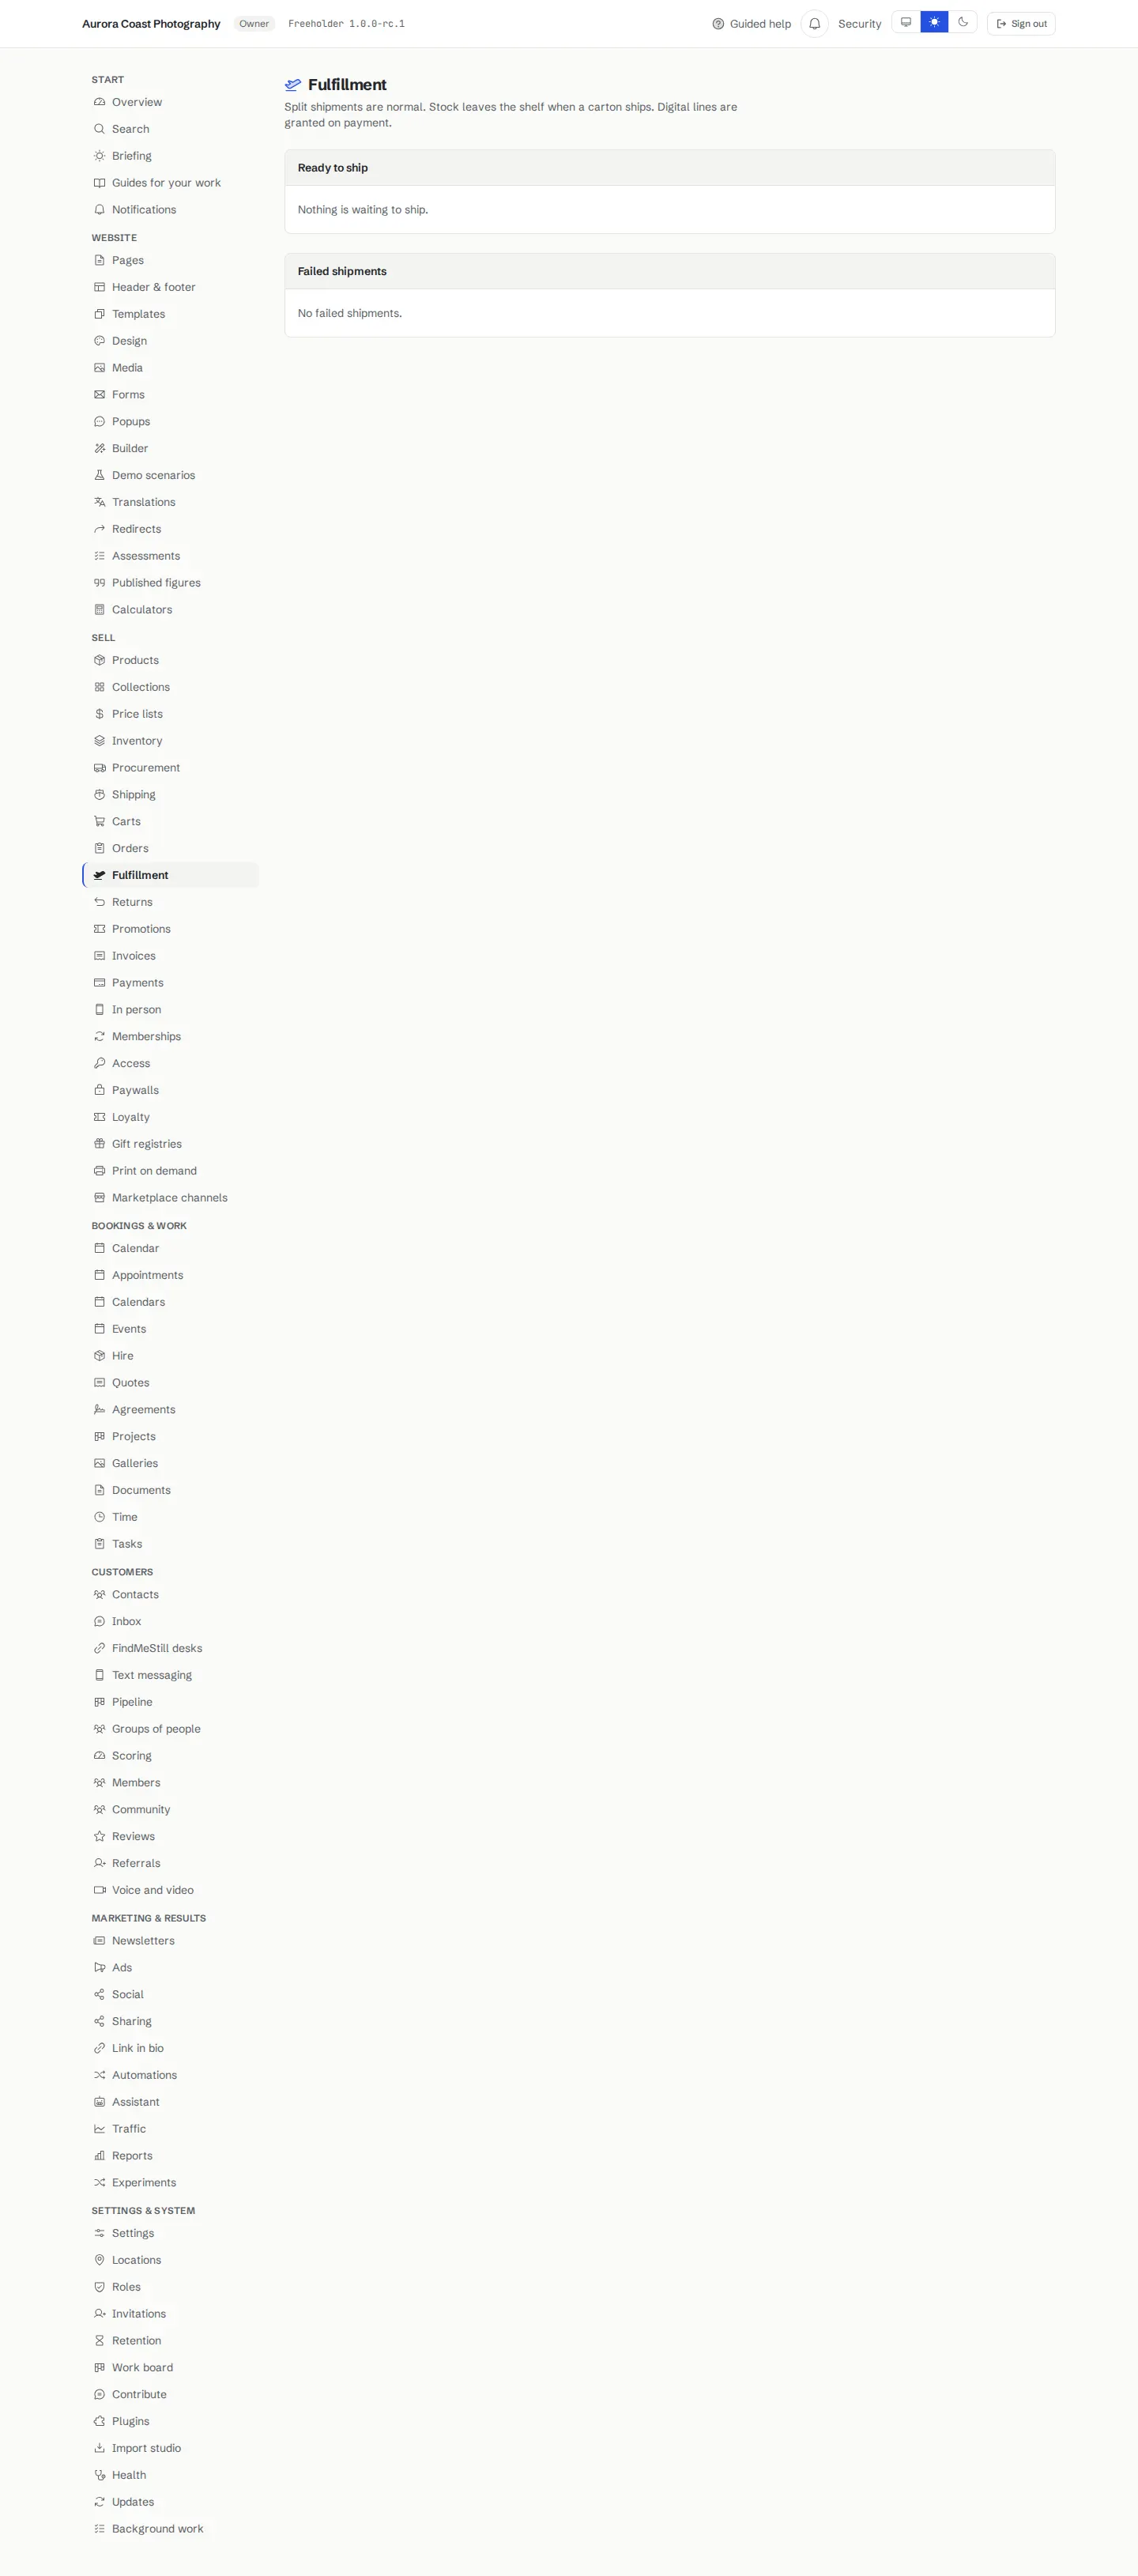 Aurora Coast Photography
Owner
Freeholder 1.0.0-rc.1
Guided help
Security
Sign out
START
Overview
Search
Briefing
Guides for your work
Notifications
WEBSITE
Pages
Header & footer
Templates
Design
Media
Forms
Popups
Builder
Demo scenarios
Translations
Redirects
Assessments
Published figures
Calculators
SELL
Products
Collections
Price lists
Inventory
Procurement
Shipping
Carts
Orders
Fulfillment
Returns
Promotions
Invoices
Payments
In person
Memberships
Access
Paywalls
Loyalty
Gift registries
Print on demand
Marketplace channels
BOOKINGS & WORK
Calendar
Appointments
Calendars
Events
Hire
Quotes
Agreements
Projects
Galleries
Documents
Time
Tasks
CUSTOMERS
Contacts
Inbox
FindMeStill desks
Text messaging
Pipeline
Groups of people
Scoring
Members
Community
Reviews
Referrals
Voice and video
MARKETING & RESULTS
Newsletters
Ads
Social
Sharing
Link in bio
Automations
Assistant
Traffic
Reports
Experiments
SETTINGS & SYSTEM
Settings
Locations
Roles
Invitations
Retention
Work board
Contribute
Plugins
Import studio
Health
Updates
Background work
Fulfillment
Split shipments are normal. Stock leaves the shelf when a carton ships. Digital lines are
granted on payment.
Ready to ship
Nothing is waiting to ship.
Failed shipments
No failed shipments.